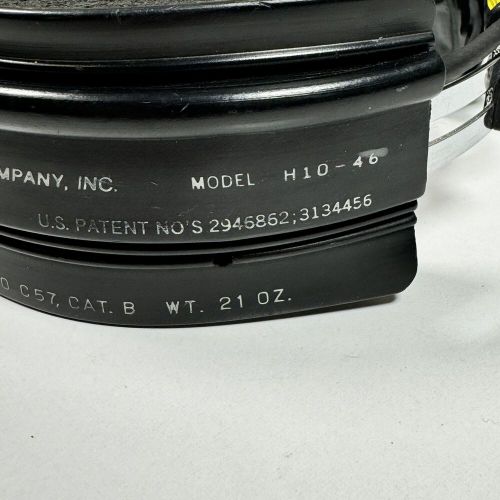 MPANY, INC. MODEL H10-46
U.S. PATENT NO'S 2946862;3134456
C57, CAT. B WT. 21 OZ.